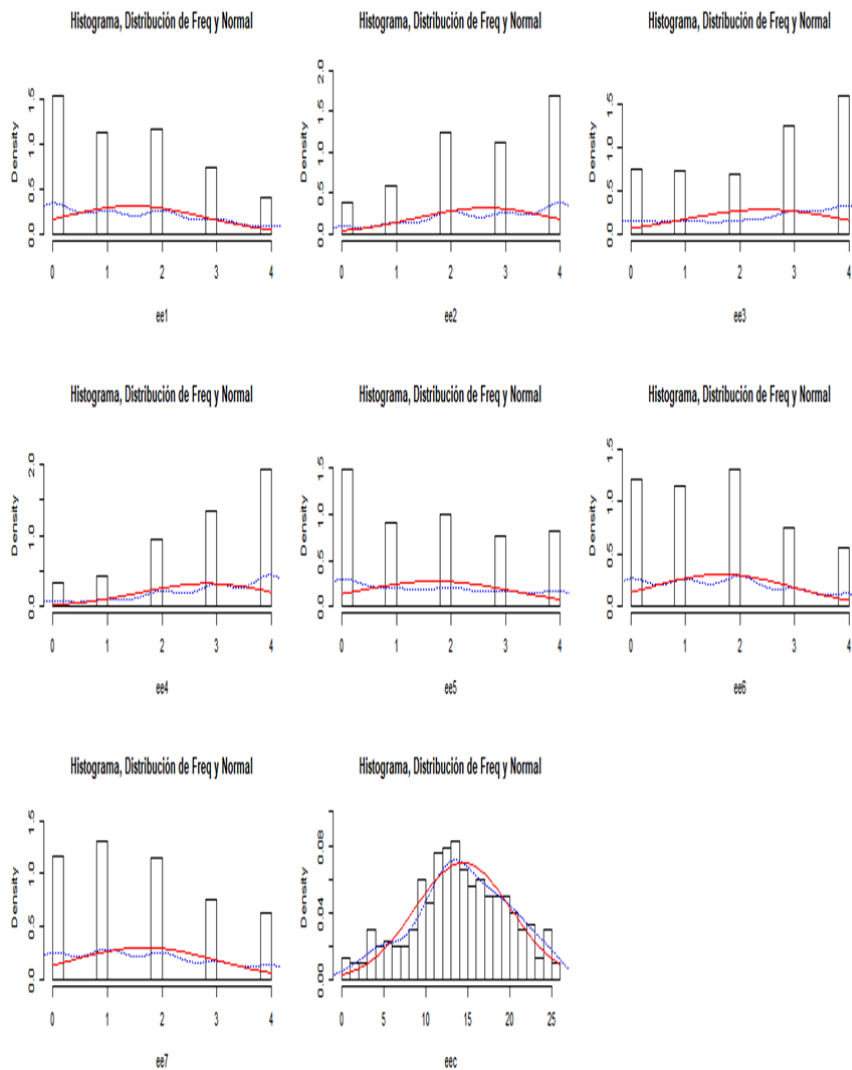 Histograma, Distribución de Freq y Normal
Density
0.0 0.5 1.0 1.5
0 1 2 3 4
ee1
Histograma, Distribución de Freq y Normal
Density
0.0 0.5 1.0 1.5 2.0
0 1 2 3 4
ee2
Histograma, Distribución de Freq y Normal
Density
0.0 0.5 1.0 1.5
0 1 2 3 4
ee3
Histograma, Distribución de Freq y Normal
Density
0.0 1.0 2.0
0 1 2 3 4
ee4
Histograma, Distribución de Freq y Normal
Density
0.0 0.5 1.0 1.5
0 1 2 3 4
ee5
Histograma, Distribución de Freq y Normal
Density
0.0 0.5 1.0 1.5
0 1 2 3 4
ee6
Histograma, Distribución de Freq y Normal
Density
0.0 0.5 1.0 1.5
0 1 2 3 4
ee7
Histograma, Distribución de Freq y Normal
Density
0.00 0.04 0.08
0 5 10 15 20 25
eec